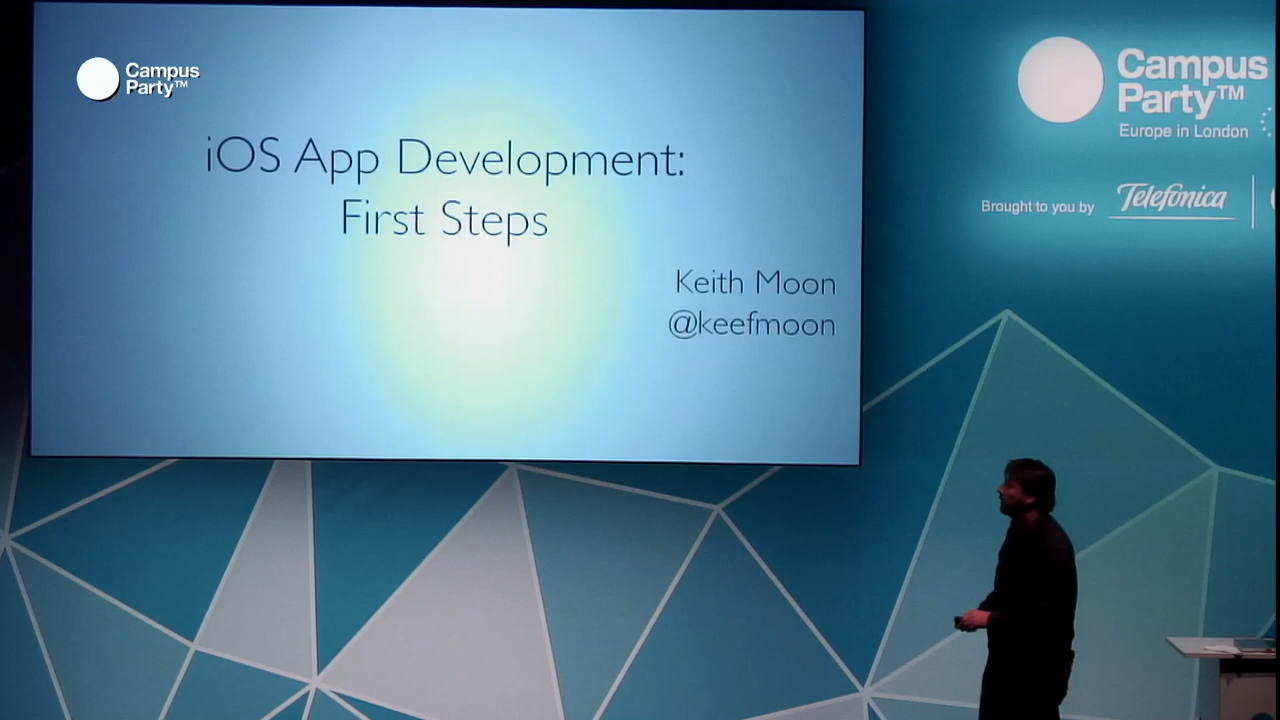 Campus
Party™
iOS App Development:
First Steps
Keith Moon
@keefmoon
Campus
Party™
Europe in London
Brought to you by
Telefónica